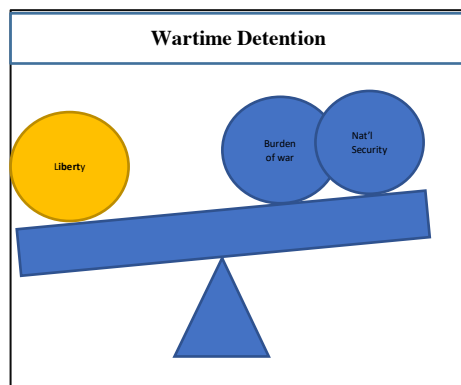 Wartime Detention
Liberty
Burden
of war
Nat'l
Security